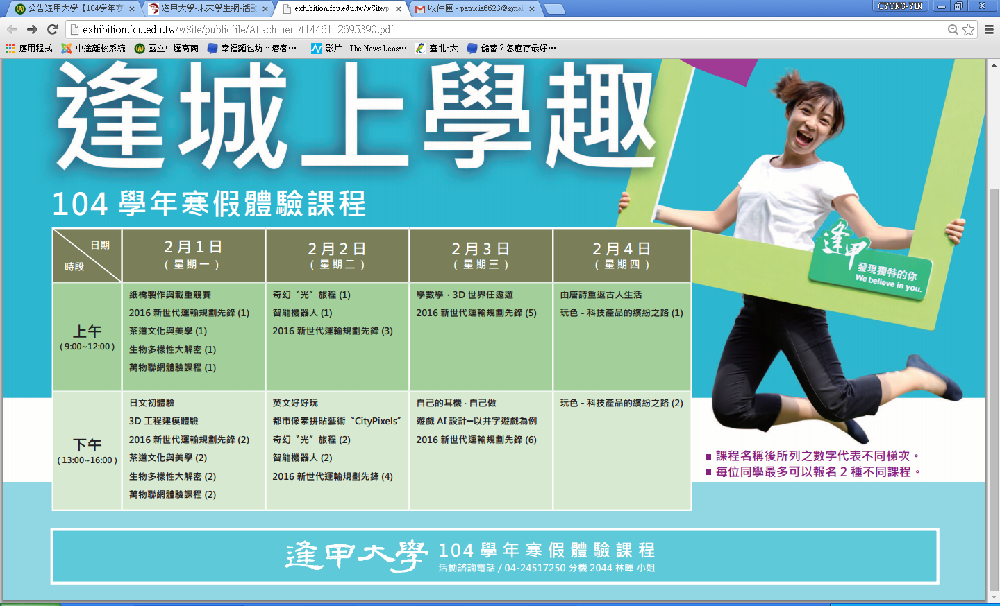 公告逢甲大學【104學年寒
逢甲大學-未來學生網-活動
exhibition.fcu.edu.tw/wSite/p
收件匣 - patricia6623@gmai
CYONG-YIN
exhibition.fcu.edu.tw/wSite/publicfile/Attachment/f1446112695390.pdf
應用程式
中途離校系統
國立中壢高商
幸福麵包坊 :: 痞客…
影片 - The News Lens…
臺北e大
儲蓄？怎麼存最好…
逢城上學趣
104 學年寒假體驗課程
日期
時段
2月1日
（星期一）
2月2日
（星期二）
2月3日
（星期三）
2月4日
（星期四）
上午
( 9:00~12:00 )
紙橋製作與載重競賽
2016 新世代運輸規劃先鋒 (1)
茶道文化與美學 (1)
生物多樣性大解密 (1)
萬物聯網體驗課程 (1)
奇幻〝光〞旅程 (1)
智能機器人 (1)
2016 新世代運輸規劃先鋒 (3)
學數學‧3D 世界任遨遊
2016 新世代運輸規劃先鋒 (5)
由唐詩重返古人生活
玩色 - 科技產品的繽紛之路 (1)
下午
( 13:00~16:00 )
日文初體驗
3D 工程建模體驗
2016 新世代運輸規劃先鋒 (2)
茶道文化與美學 (2)
生物多樣性大解密 (2)
萬物聯網體驗課程 (2)
英文好好玩
都市像素拼貼藝術〝CityPixels〞
奇幻〝光〞旅程 (2)
智能機器人 (2)
2016 新世代運輸規劃先鋒 (4)
自己的耳機‧自己做
遊戲 AI 設計─以井字遊戲為例
2016 新世代運輸規劃先鋒 (6)
玩色 - 科技產品的繽紛之路 (2)
逢甲
發現獨特的你
We believe in you.
■ 課程名稱後所列之數字代表不同梯次。
■ 每位同學最多可以報名 2 種不同課程。
逢甲大學
104 學年寒假體驗課程
活動諮詢電話 / 04-24517250 分機 2044 林暉 小姐